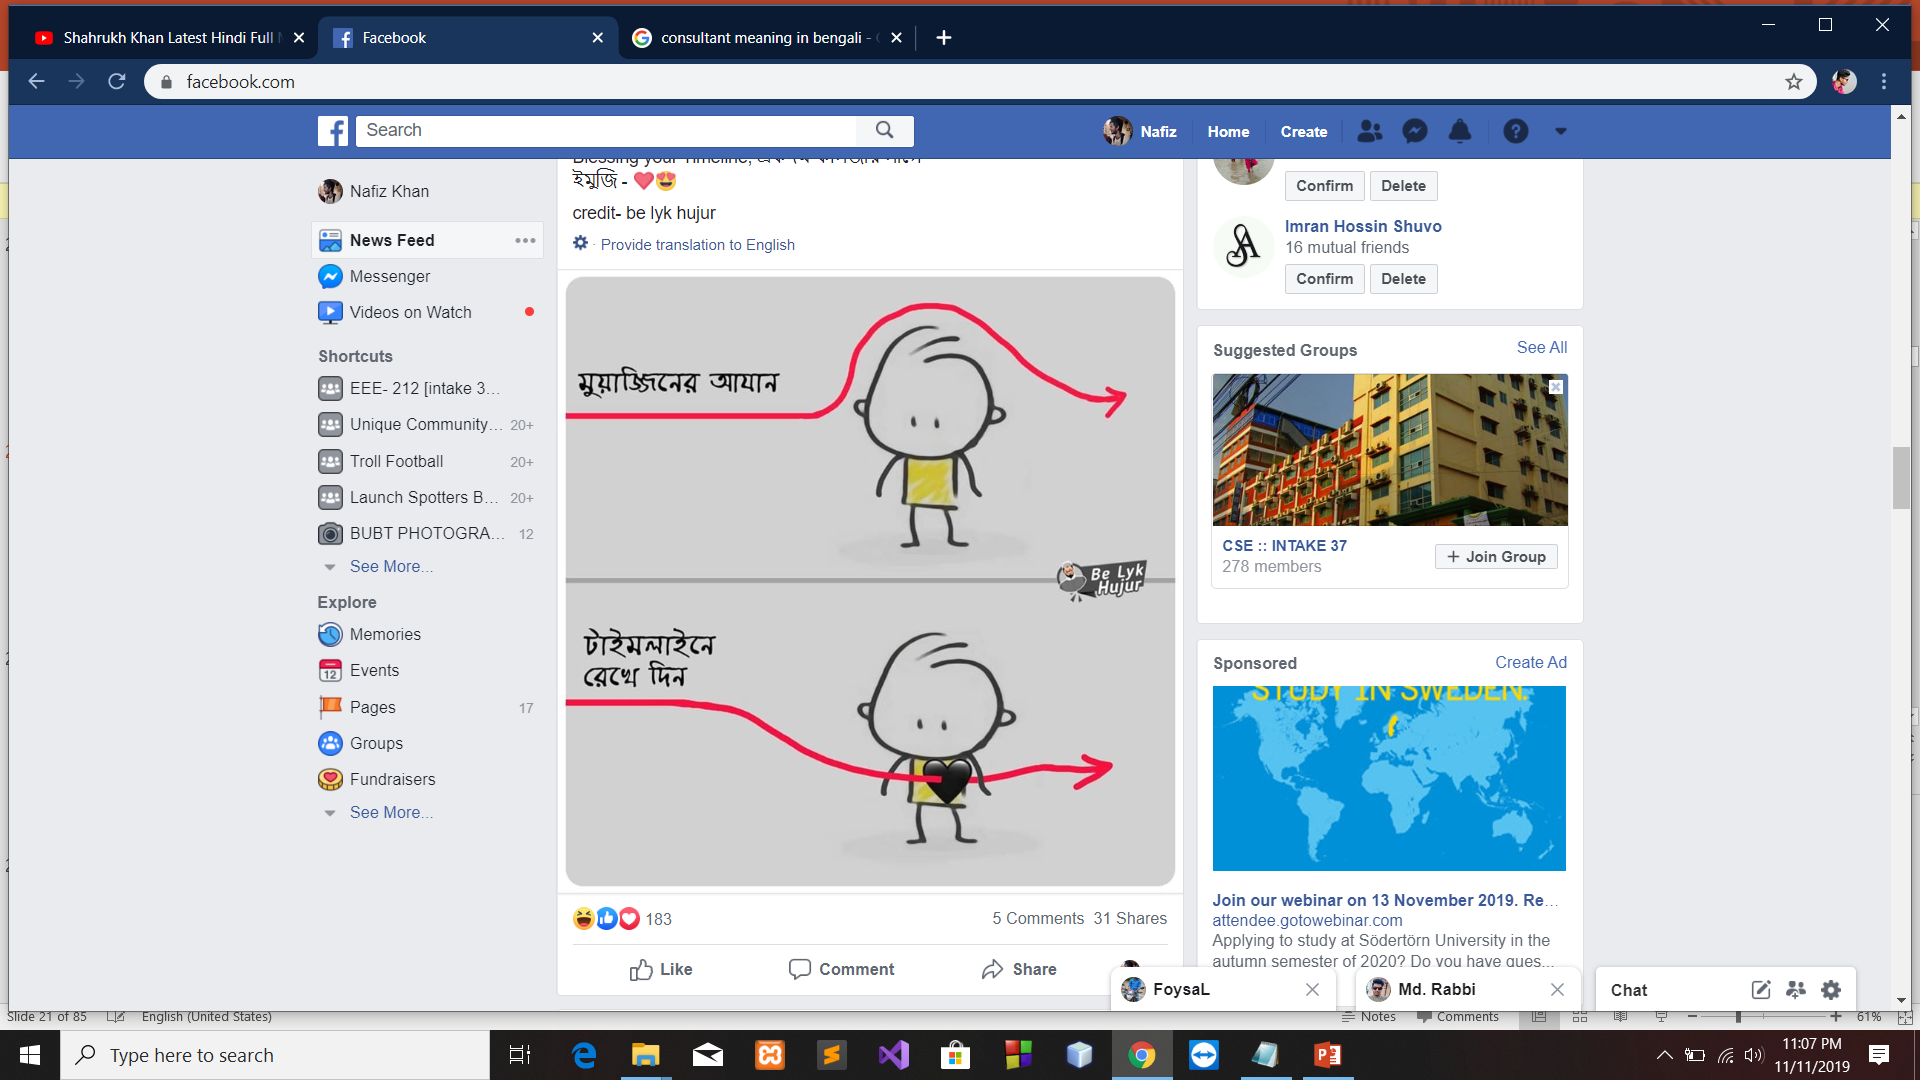 Shahrukh Khan Latest Hindi Full
Facebook
consultant meaning in bengali -
facebook.com
Search
Nafiz
Home
Create
Nafiz Khan
News Feed
Messenger
Videos on Watch
Shortcuts
EEE- 212 [intake 3...
Unique Community... 20+
Troll Football 20+
Launch Spotters B... 20+
BUBT PHOTOGRA... 12
See More...
Explore
Memories
Events
Pages 17
Groups
Fundraisers
See More...
Blessing your Timeline,
ইমুজি - ❤😍
credit- be lyk hujur
· Provide translation to English
মুয়াজ্জিনের আযান
Be Lyk
Hujur
টাইমলাইনে
রেখে দিন
183
5 Comments 31 Shares
Like Comment Share
Confirm Delete
Imran Hossin Shuvo
16 mutual friends
Confirm Delete
Suggested Groups See All
CSE :: INTAKE 37
278 members
+ Join Group
Sponsored Create Ad
STUDY IN SWEDEN.
Join our webinar on 13 November 2019. Re...
attendee.gotowebinar.com
Applying to study at Södertörn University in the
autumn semester of 2020? Do you have ques...
FoysaL
Md. Rabbi
Chat
Slide 21 of 85 English (United States) Notes Comments 61%
Type here to search
11:07 PM
11/11/2019